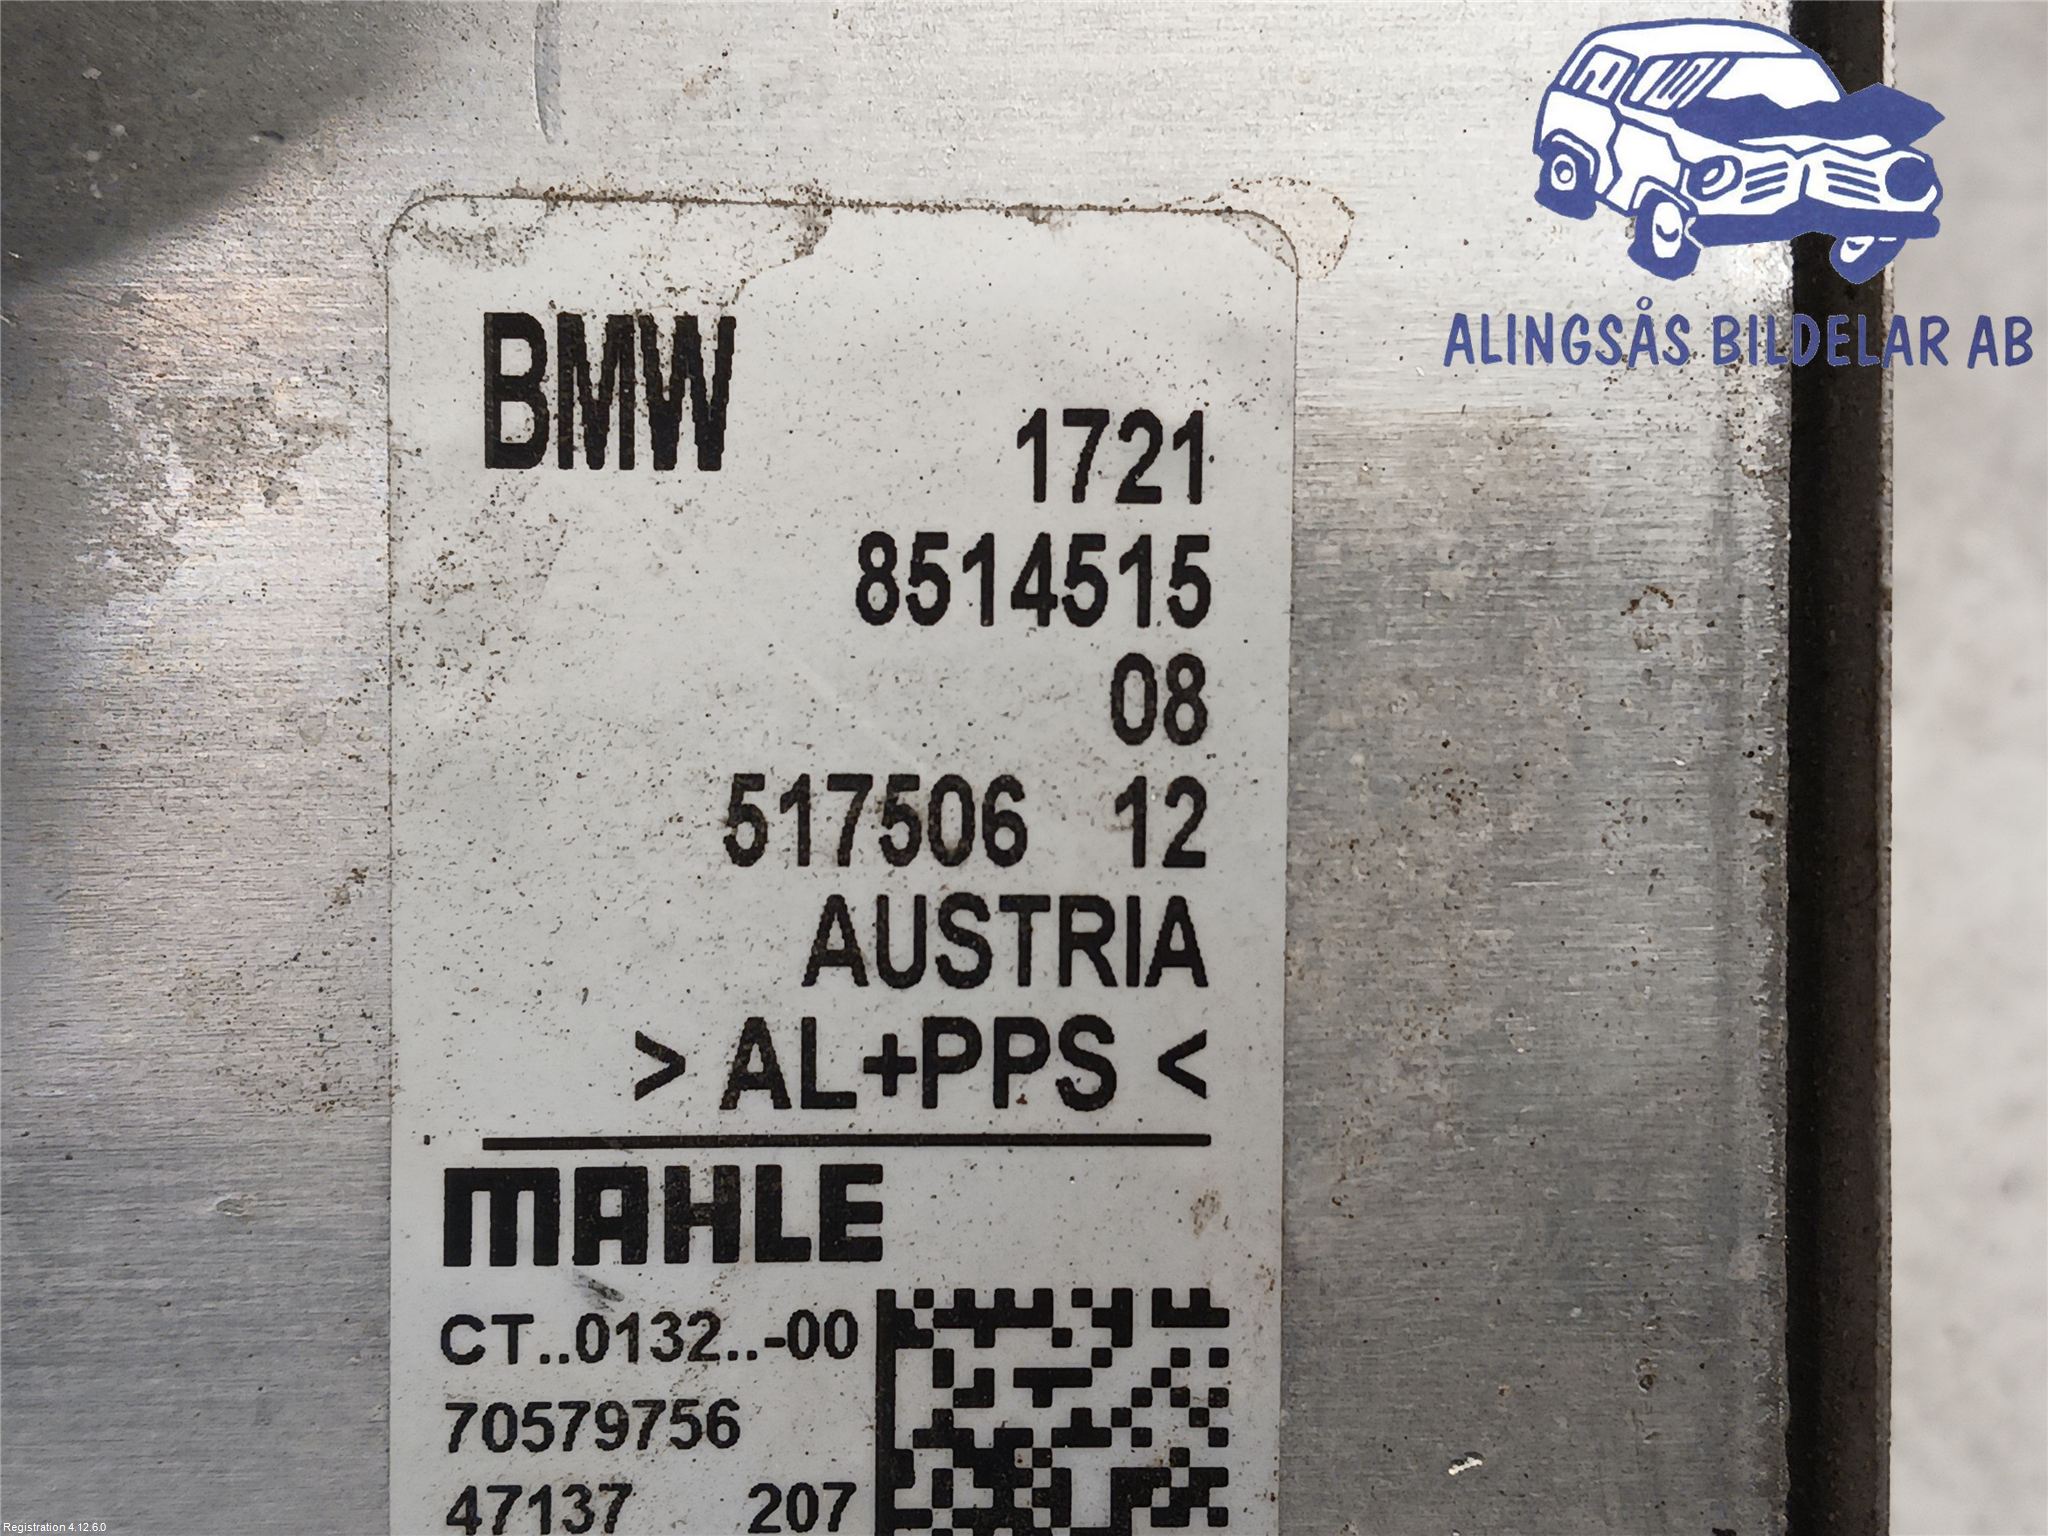 ALINGSÅS BILDELAR AB
BMW
1721
8514515
08
517506 12
AUSTRIA
> AL+PPS <
MAHLE
CT..0132..-00
70579756
47137 207
Registration 4.12.6.0